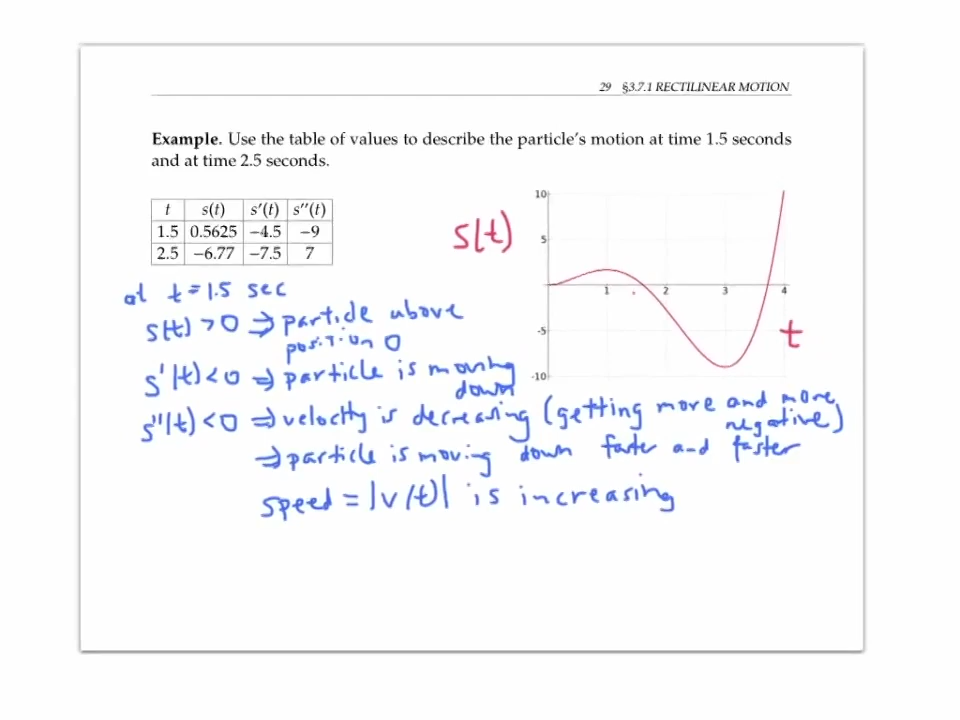 29 §3.7.1 RECTILINEAR MOTION
Example. Use the table of values to describe the particle's motion at time 1.5 seconds
and at time 2.5 seconds.
t s(t) s′(t) s″(t)
1.5 0.5625 −4.5 −9
2.5 −6.77 −7.5 7
s(t)
10
5
-5
-10
1 2 3 4
t
at t = 1.5 sec
s(t) > 0 ⇒ particle above
position 0
s'(t) < 0 ⇒ particle is moving
down
s''(t) < 0 ⇒ velocity is decreasing (getting more and more
negative)
⇒ particle is moving down faster and faster
speed = |v(t)| is increasing